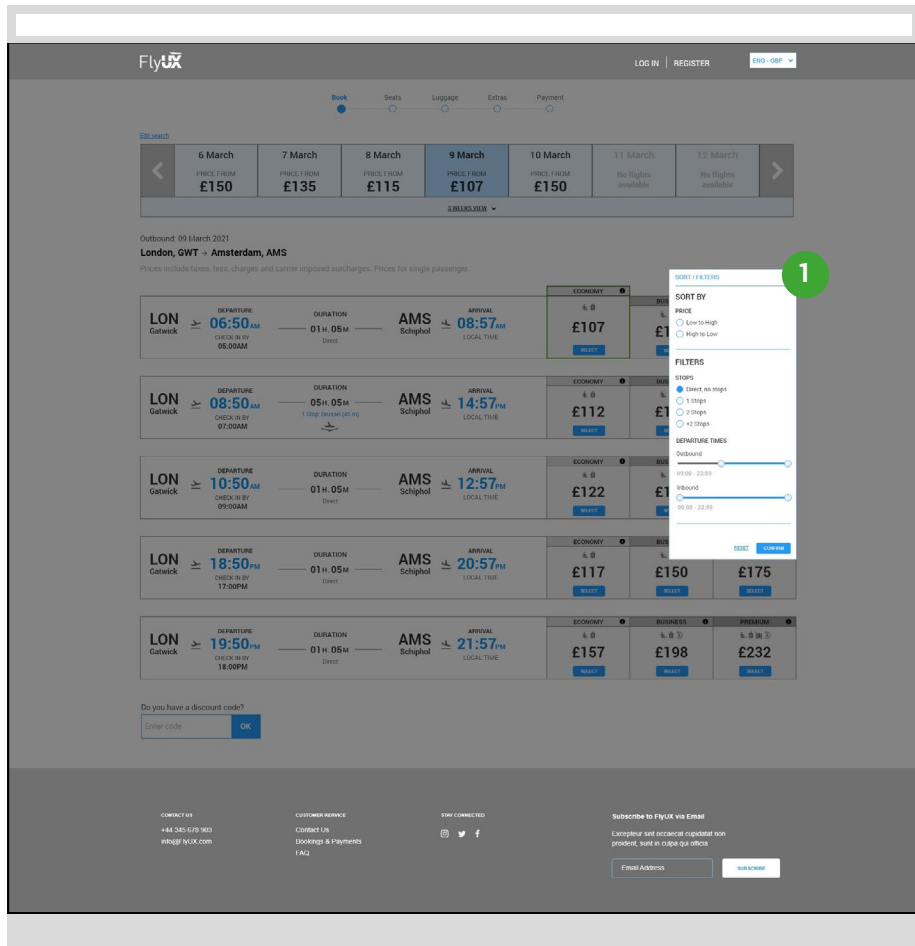 FlyUX
LOG IN | REGISTER
ENG - GBP
Book Seats Luggage Extras Payment
Edit search
6 March 7 March 8 March 9 March 10 March 11 March 12 March
PRICE FROM PRICE FROM PRICE FROM PRICE FROM PRICE FROM No flights No flights
£150 £135 £115 £107 £150 available available
3 WEEKS VIEW
Outbound: 09 March 2021
London, GWT → Amsterdam, AMS
Prices include taxes, fees, charges and carrier imposed surcharges. Prices for single passenger.
1
SORT / FILTERS
SORT BY
PRICE
Low to High
High to Low
FILTERS
STOPS
Direct, no stops
1 Stops
2 Stops
+2 Stops
DEPARTURE TIMES
Outbound
09:00 - 23:59
Inbound
00:00 - 23:59
RESET CONFIRM
ECONOMY
DEPARTURE DURATION ARRIVAL
LON 06:50AM 01H.05M AMS 08:57AM £107
Gatwick CHECK IN BY Direct Schiphol LOCAL TIME
05:00AM SELECT
ECONOMY
DEPARTURE DURATION ARRIVAL
LON 08:50AM 05H.05M AMS 14:57PM £112
Gatwick CHECK IN BY 1 Stop: Brussel (45 m) Schiphol LOCAL TIME
07:00AM SELECT
ECONOMY
DEPARTURE DURATION ARRIVAL
LON 10:50AM 01H.05M AMS 12:57PM £122
Gatwick CHECK IN BY Direct Schiphol LOCAL TIME
09:00AM SELECT
ECONOMY
DEPARTURE DURATION ARRIVAL
LON 18:50PM 01H.05M AMS 20:57PM £117 £150 £175
Gatwick CHECK IN BY Direct Schiphol LOCAL TIME
17:00PM SELECT SELECT SELECT
ECONOMY BUSINESS PREMIUM
DEPARTURE DURATION ARRIVAL
LON 19:50PM 01H.05M AMS 21:57PM £157 £198 £232
Gatwick CHECK IN BY Direct Schiphol LOCAL TIME
18:00PM SELECT SELECT SELECT
Do you have a discount code?
Enter code OK
CONTACT US
+44 345 678 903
info@FlyUX.com
CUSTOMER SERVICE
Contact Us
Bookings & Payments
FAQ
STAY CONNECTED
Subscribe to FlyUX via Email
Excepteur sint occaecat cupidatat non
proident, sunt in culpa qui officia
Email Address SUBSCRIBE